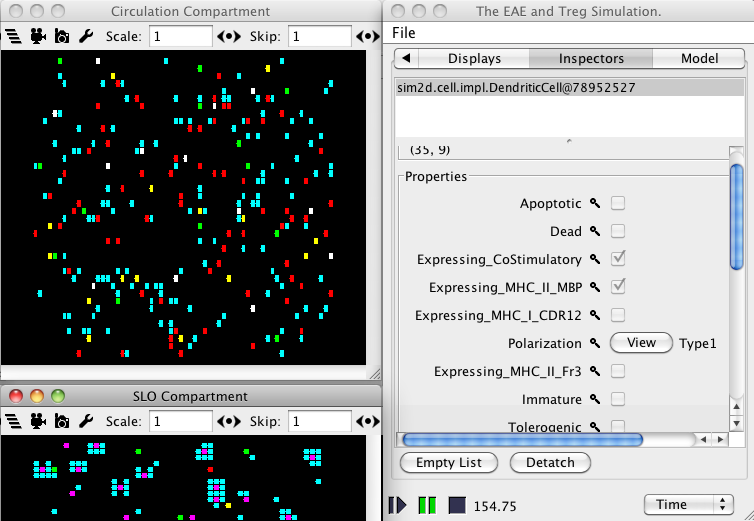 Circulation Compartment
Scale: 1 Skip: 1
SLO Compartment
Scale: 1 Skip: 1
The EAE and Treg Simulation.
File
Displays Inspectors Model
sim2d.cell.impl.DendriticCell@78952527
(35, 9)
Properties
Apoptotic
Dead
Expressing_CoStimulatory
Expressing_MHC_II_MBP
Expressing_MHC_I_CDR12
Polarization View Type1
Expressing_MHC_II_Fr3
Immature
Tolerogenic
Empty List Detatch
154.75 Time